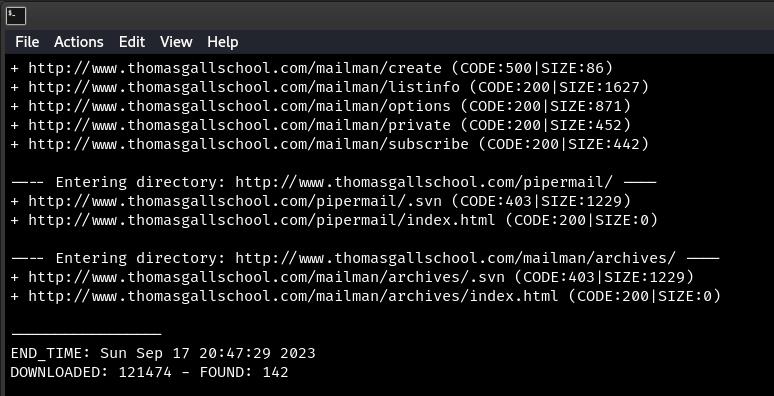 File Actions Edit View Help
+ http://www.thomasgallschool.com/mailman/create (CODE:500|SIZE:86)
+ http://www.thomasgallschool.com/mailman/listinfo (CODE:200|SIZE:1627)
+ http://www.thomasgallschool.com/mailman/options (CODE:200|SIZE:871)
+ http://www.thomasgallschool.com/mailman/private (CODE:200|SIZE:452)
+ http://www.thomasgallschool.com/mailman/subscribe (CODE:200|SIZE:442)
---- Entering directory: http://www.thomasgallschool.com/pipermail/ ----
+ http://www.thomasgallschool.com/pipermail/.svn (CODE:403|SIZE:1229)
+ http://www.thomasgallschool.com/pipermail/index.html (CODE:200|SIZE:0)
---- Entering directory: http://www.thomasgallschool.com/mailman/archives/ ----
+ http://www.thomasgallschool.com/mailman/archives/.svn (CODE:403|SIZE:1229)
+ http://www.thomasgallschool.com/mailman/archives/index.html (CODE:200|SIZE:0)
-----------------
END_TIME: Sun Sep 17 20:47:29 2023
DOWNLOADED: 121474 - FOUND: 142